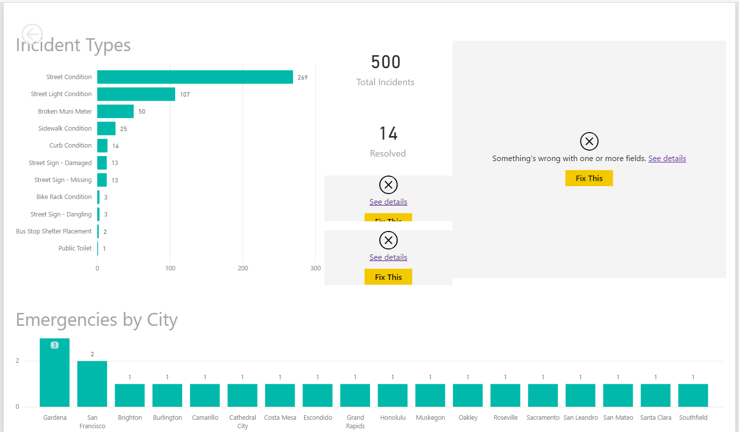 Incident Types
Street Condition 269
Street Light Condition 107
Broken Muni Meter 50
Sidewalk Condition 25
Curb Condition 14
Street Sign - Damaged 13
Street Sign - Missing 13
Bike Rack Condition 3
Street Sign - Dangling 3
Bus Stop Shelter Placement 2
Public Toilet 1
0 100 200 300
500
Total Incidents
14
Resolved
See details
Fix This
See details
Fix This
Something's wrong with one or more fields. See details
Fix This
Emergencies by City
2
0
3 2 1 1 1 1 1 1 1 1 1 1 1 1 1 1 1 1
Gardena San Francisco Brighton Burlington Camarillo Cathedral City Costa Mesa Escondido Grand Rapids Honolulu Muskegon Oakley Roseville Sacramento San Leandro San Mateo Santa Clara Southfield